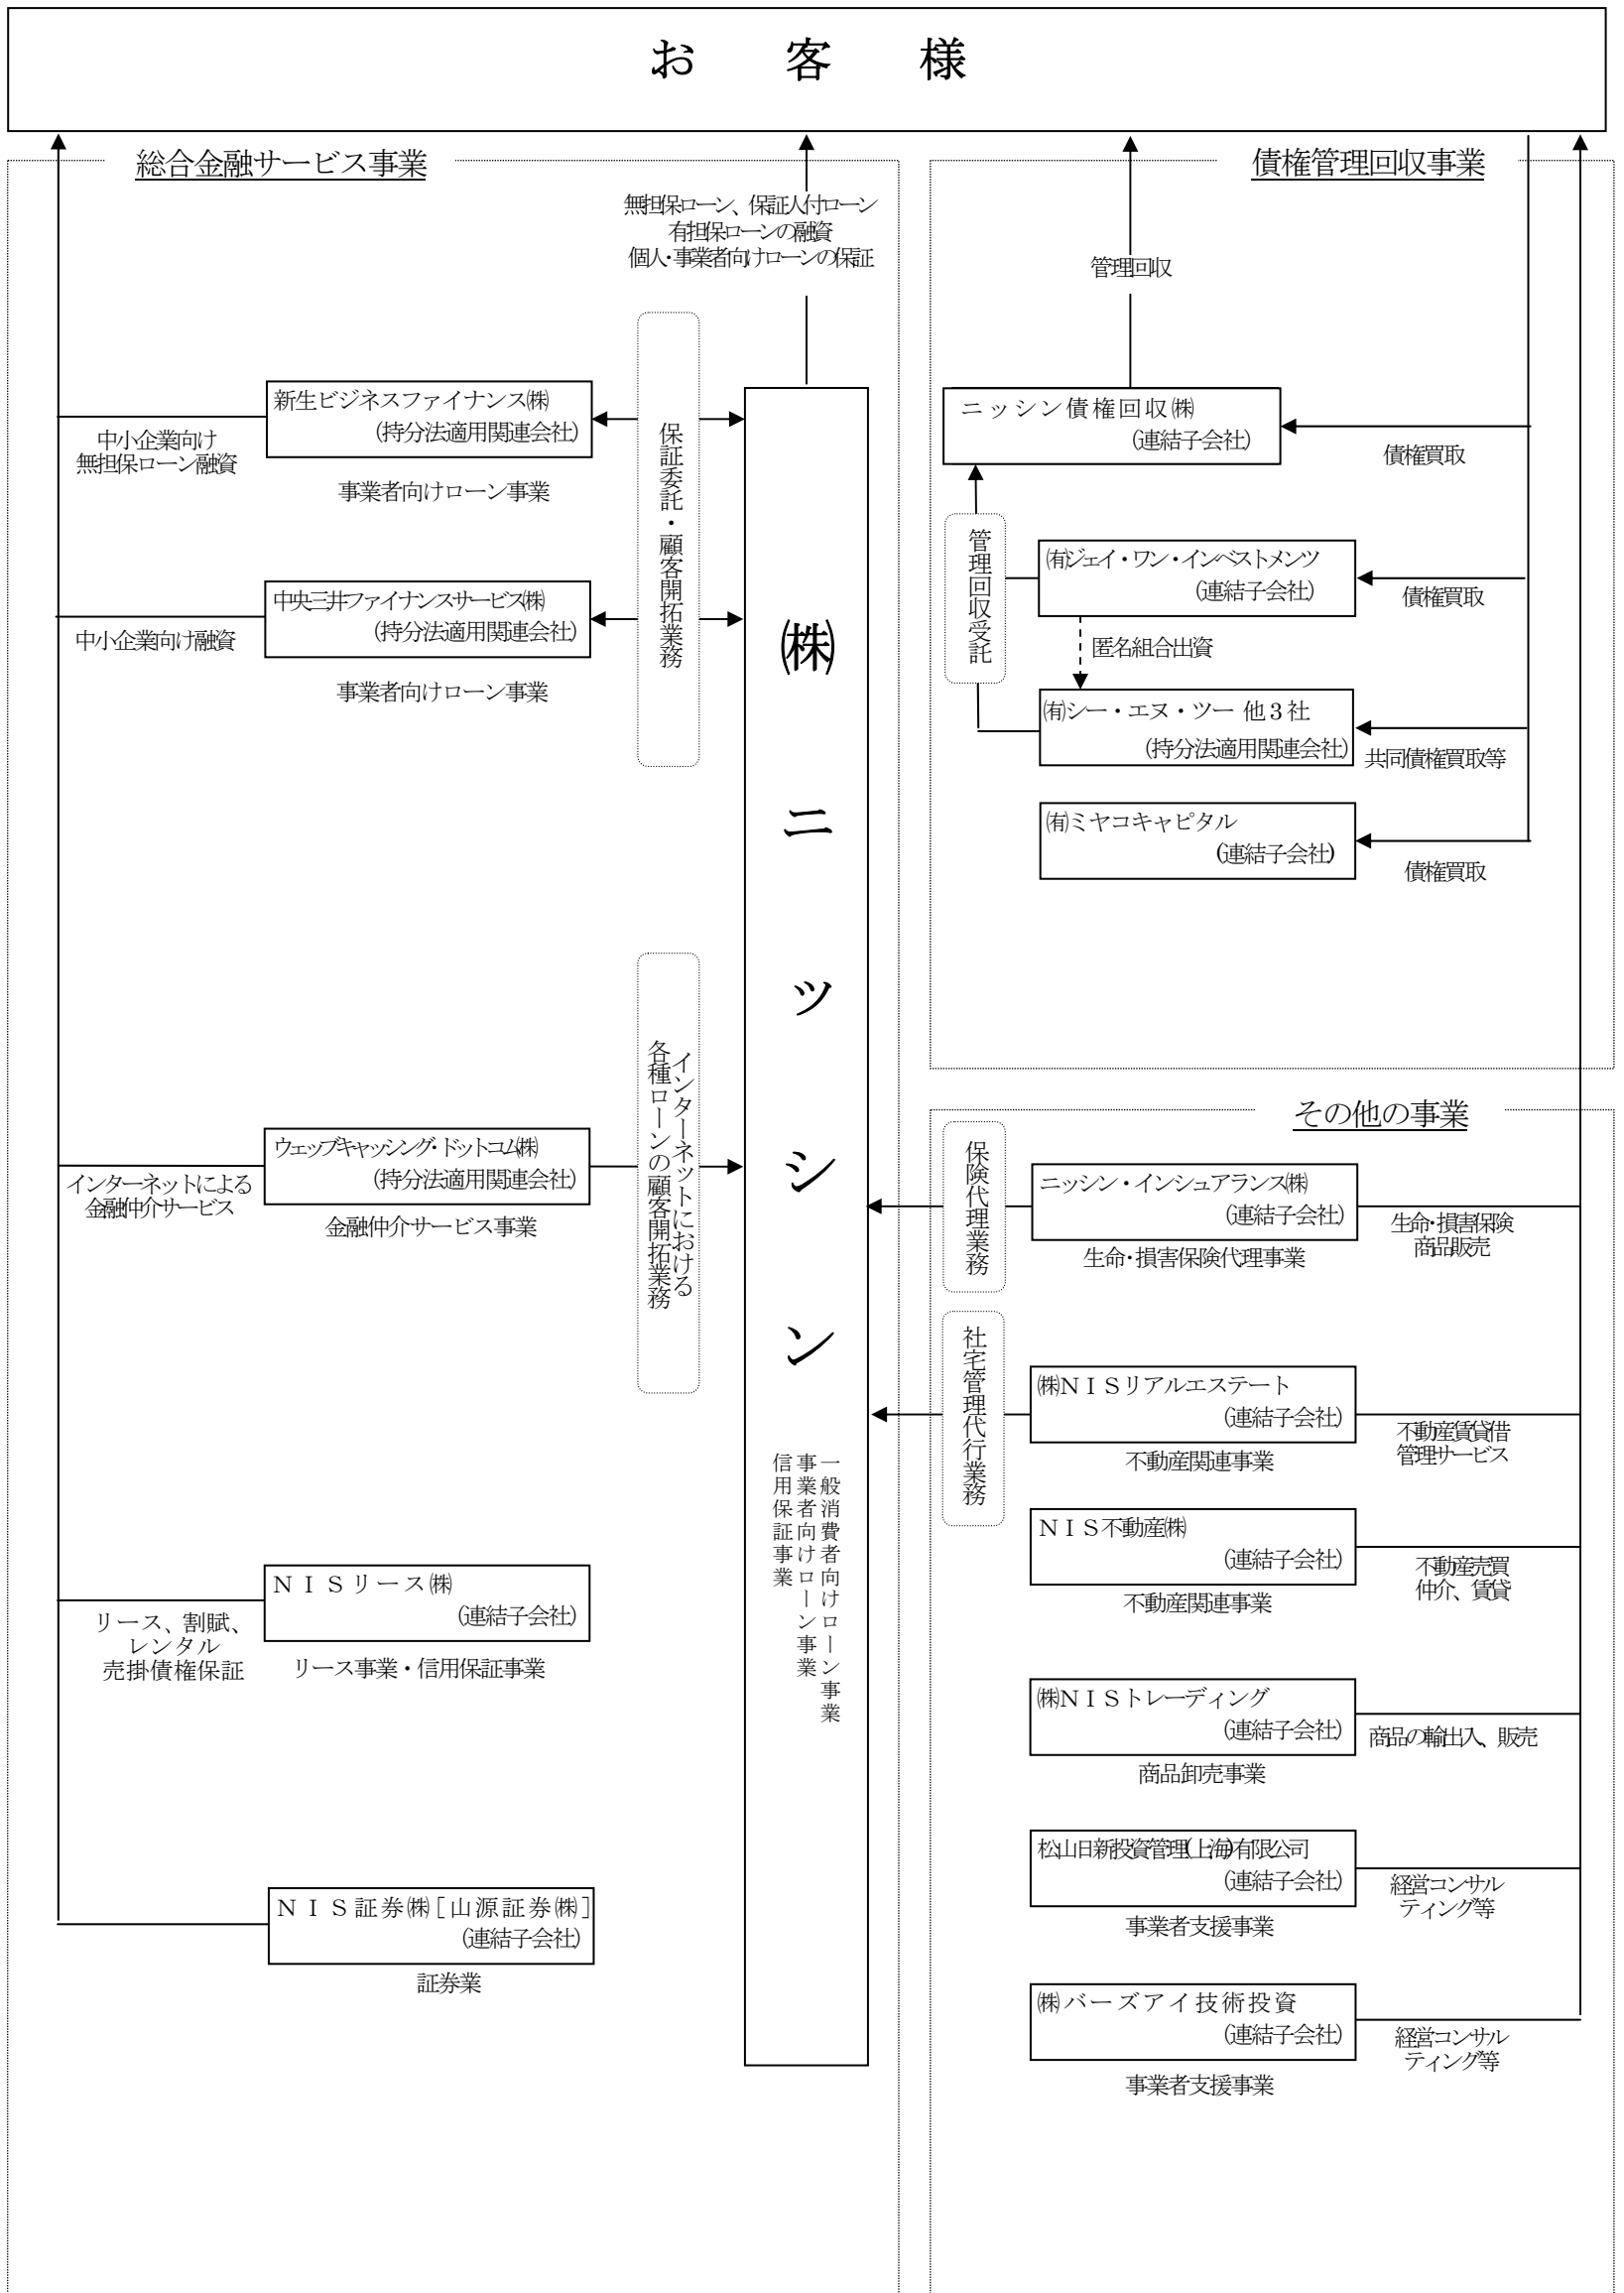 お客様
総合金融サービス事業
無担保ローン、保証人付ローン
有担保ローンの融資
個人・事業者向けローンの保証
新生ビジネスファイナンス㈱
(持分法適用関連会社)
中小企業向け
無担保ローン融資
事業者向けローン事業
保証委託・顧客開拓業務
中央三井ファイナンスサービス㈱
(持分法適用関連会社)
中小企業向け融資
事業者向けローン事業
ウェッブキャッシング・ドットコム㈱
(持分法適用関連会社)
インターネットによる
金融仲介サービス
金融仲介サービス事業
インターネットにおける
各種ローンの顧客開拓業務
ＮＩＳリース㈱
(連結子会社)
リース、割賦、
レンタル
売掛債権保証
リース事業・信用保証事業
ＮＩＳ証券㈱［山源証券㈱］
(連結子会社)
証券業
㈱ニッシン
一般消費者向けローン事業
事業者向けローン事業
信用保証事業
債権管理回収事業
管理回収
ニッシン債権回収㈱
(連結子会社)
債権買取
管理回収受託
㈲ジェイ・ワン・インベストメンツ
(連結子会社)
債権買取
匿名組合出資
㈲シー・エヌ・ツー 他３社
(持分法適用関連会社)
共同債権買取等
㈲ミヤコキャピタル
(連結子会社)
債権買取
その他の事業
保険代理業務
ニッシン・インシュアランス㈱
(連結子会社)
生命・損害保険
商品販売
生命・損害保険代理事業
社宅管理代行業務
㈱ＮＩＳリアルエステート
(連結子会社)
不動産賃貸借
管理サービス
不動産関連事業
ＮＩＳ不動産㈱
(連結子会社)
不動産売買
仲介、賃貸
不動産関連事業
㈱ＮＩＳトレーディング
(連結子会社)
商品の輸出入、販売
商品卸売事業
松山日新投資管理(上海)有限公司
(連結子会社)
経営コンサル
ティング等
事業者支援事業
㈱バーズアイ技術投資
(連結子会社)
経営コンサル
ティング等
事業者支援事業